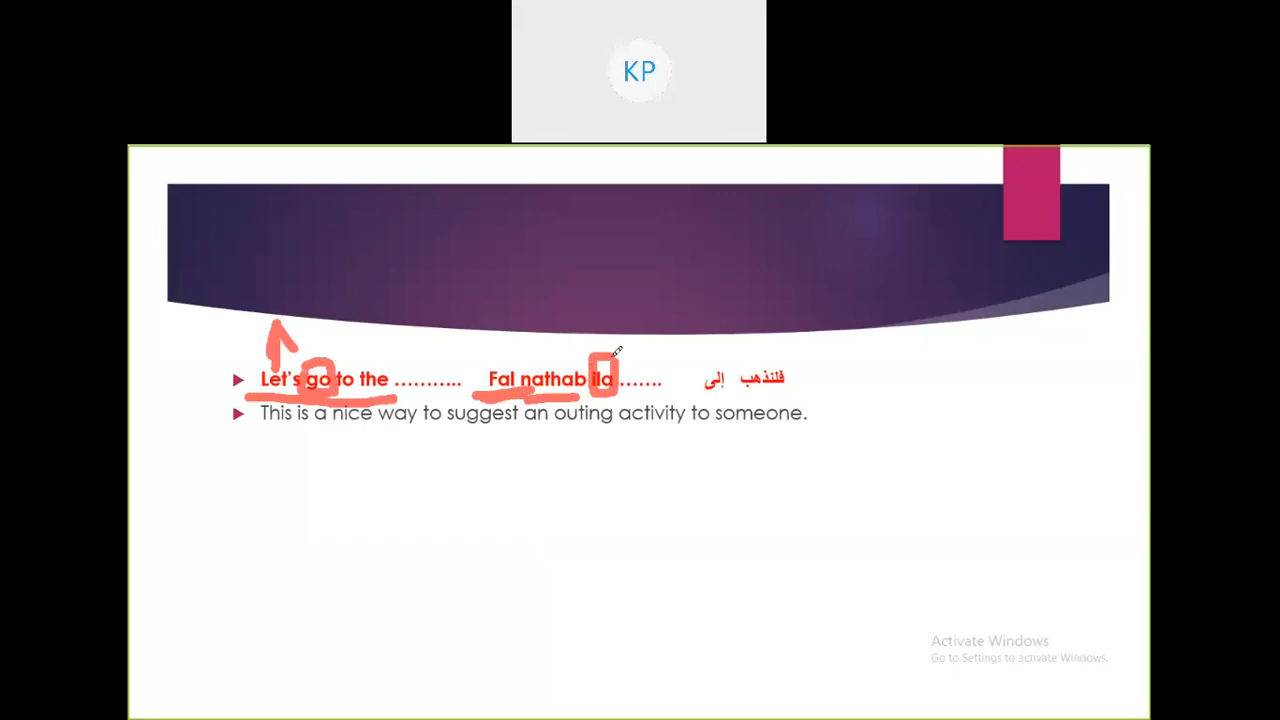 KP
Let's go to the ……….. Fal nathab ila ……. فلنذهب إلى
This is a nice way to suggest an outing activity to someone.
Activate Windows
Go to Settings to activate Windows.